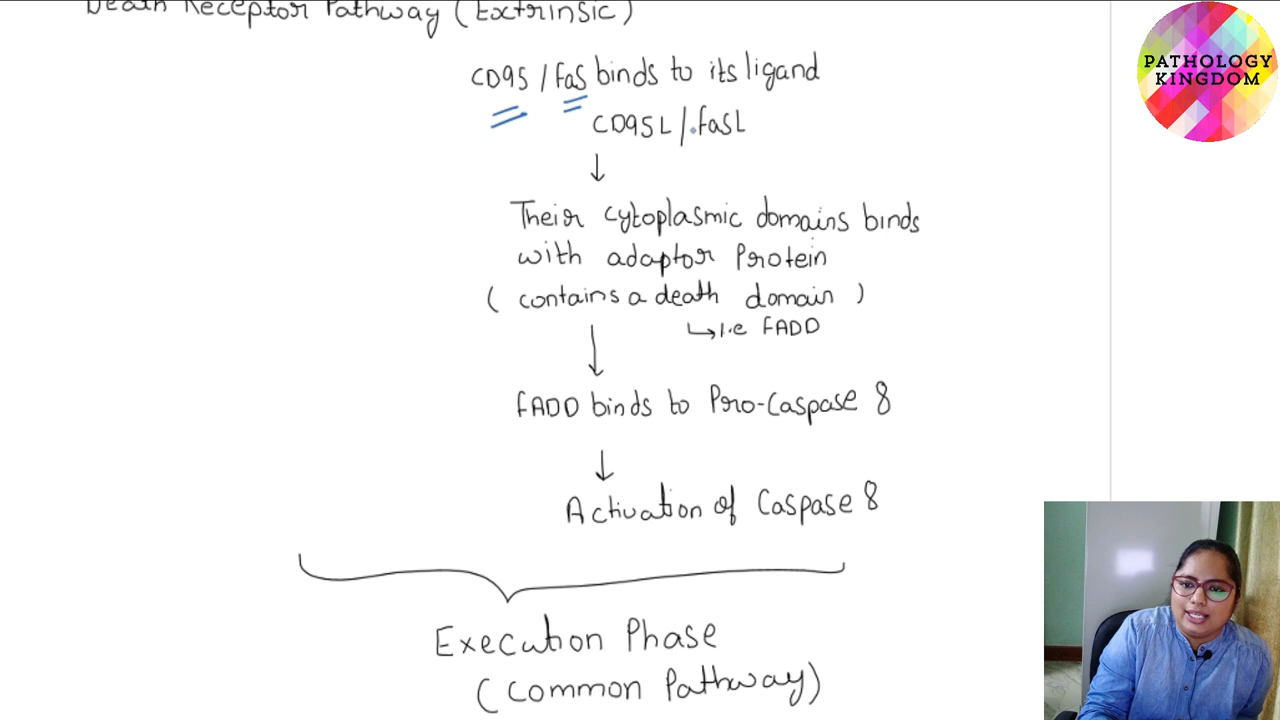 Death Receptor Pathway (Extrinsic)
PATHOLOGY
KINGDOM
CD95 / Fas binds to its ligand
CD95L / FasL
Their cytoplasmic domains binds
with adaptor Protein
( contains a death domain )
i.e FADD
FADD binds to Pro-Caspase 8
Activation of Caspase 8
Execution Phase
(Common Pathway)